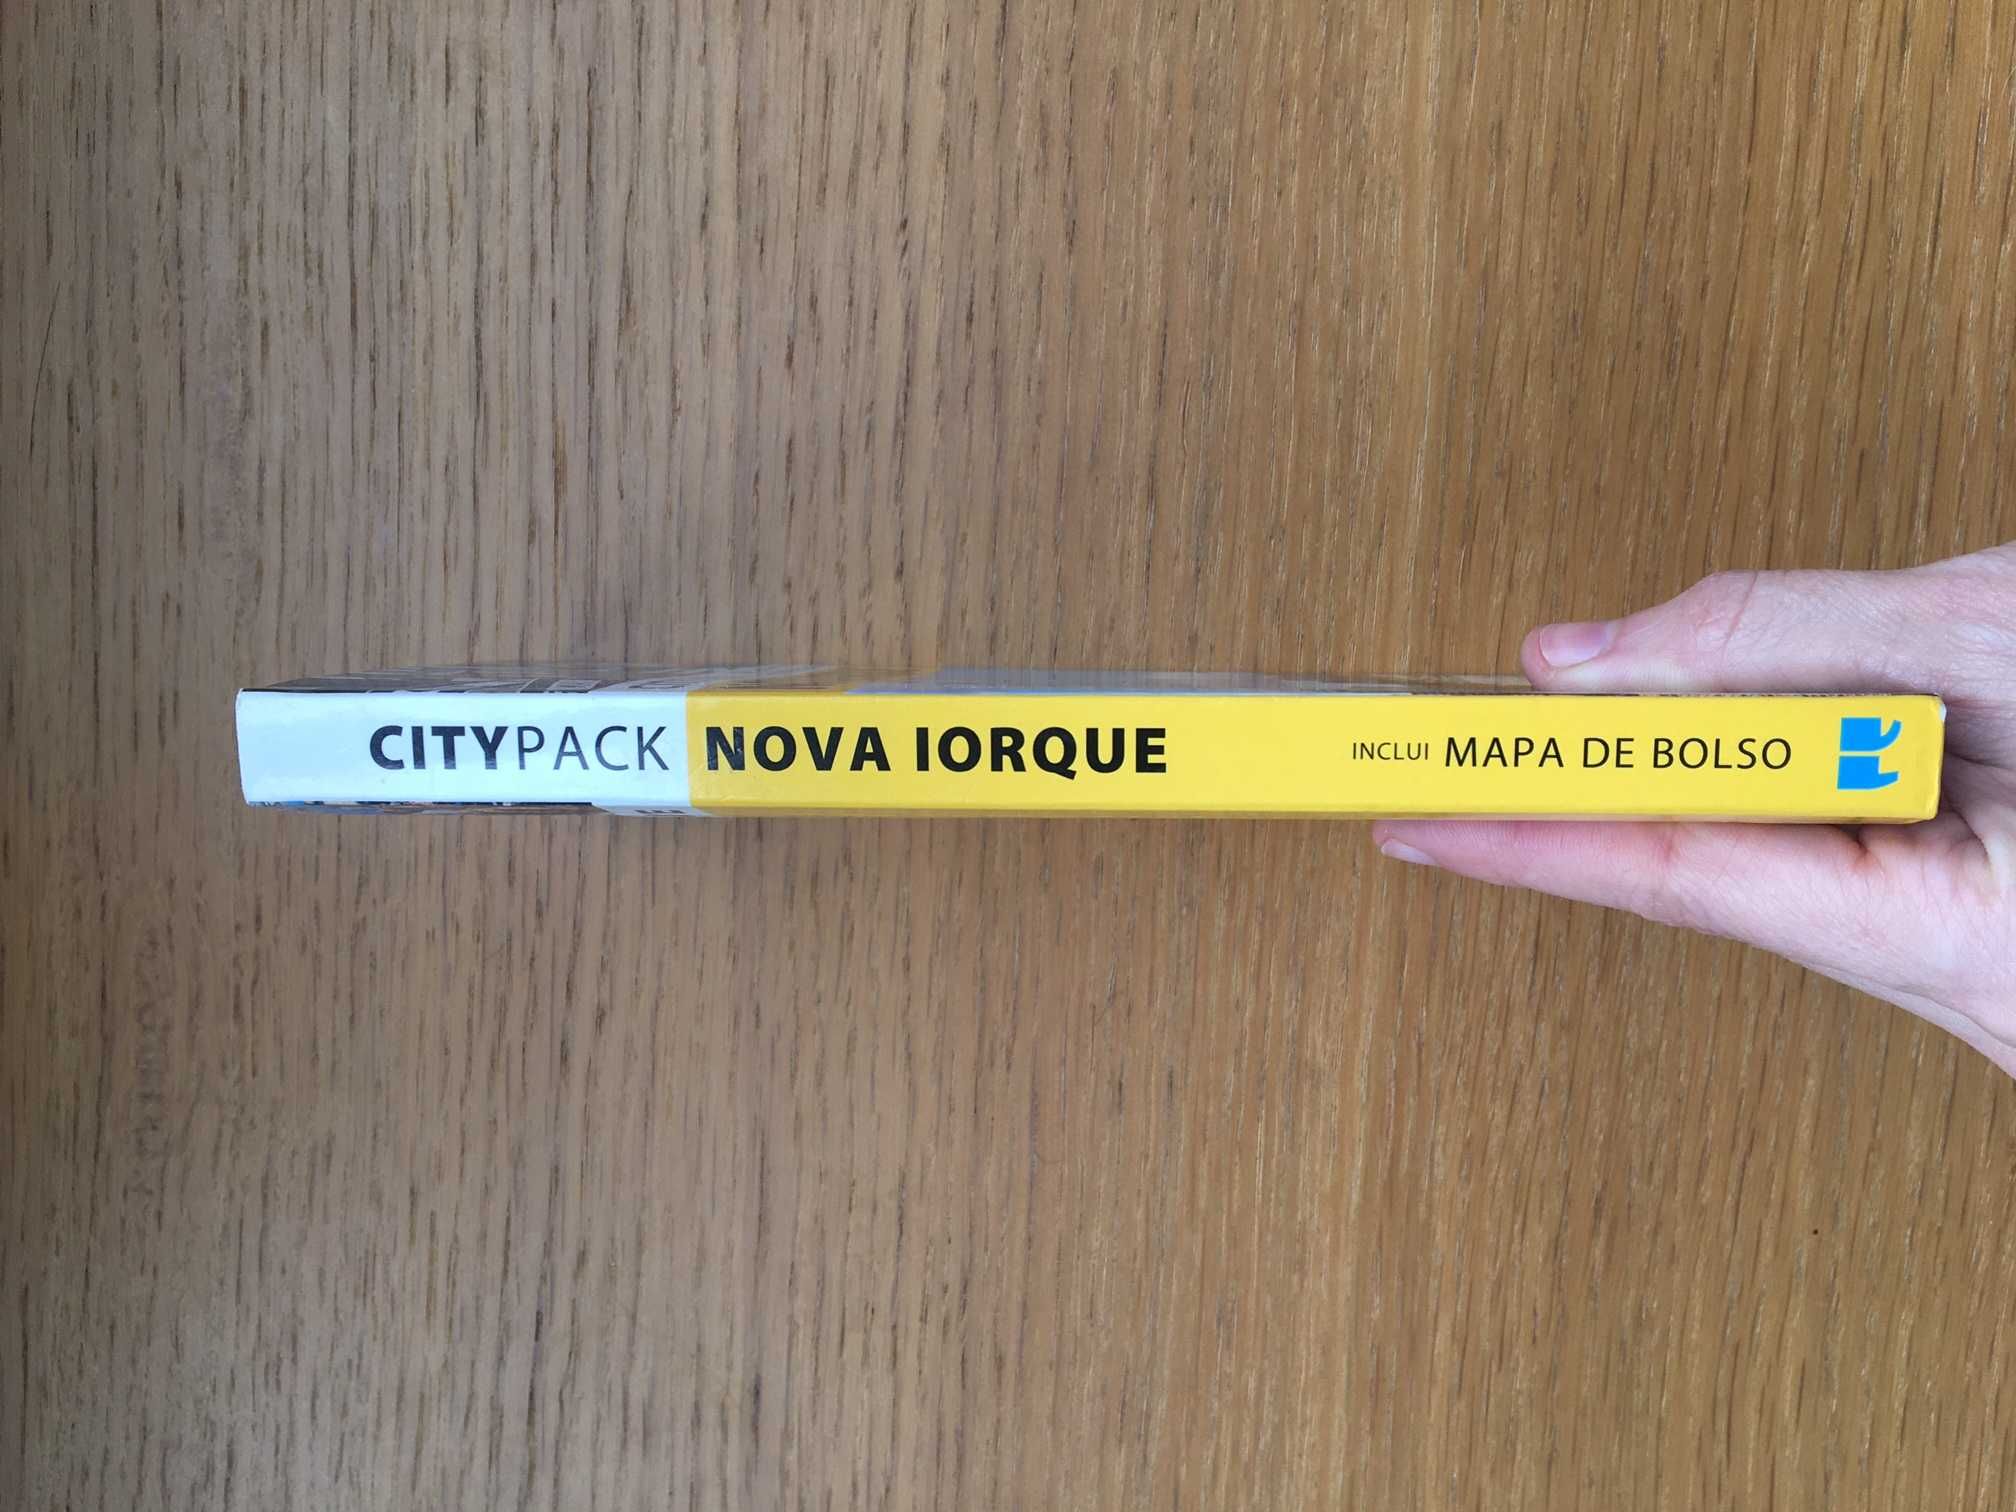 CITYPACK NOVA IORQUE INCLUI MAPA DE BOLSO